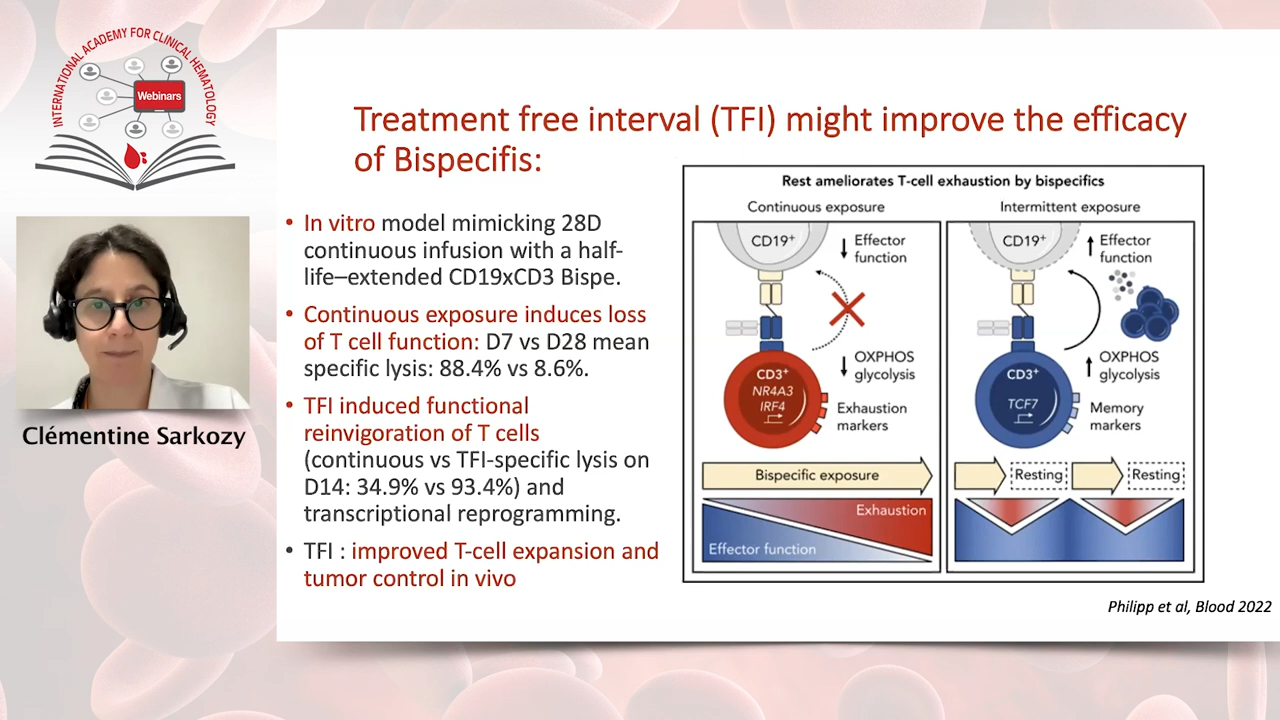 INTERNATIONAL ACADEMY FOR CLINICAL HEMATOLOGY
Webinars
Clémentine Sarkozy
Treatment free interval (TFI) might improve the efficacy
of Bispecifis:
• In vitro model mimicking 28D
continuous infusion with a half-
life–extended CD19xCD3 Bispe.
• Continuous exposure induces loss
of T cell function: D7 vs D28 mean
specific lysis: 88.4% vs 8.6%.
• TFI induced functional
reinvigoration of T cells
(continuous vs TFI-specific lysis on
D14: 34.9% vs 93.4%) and
transcriptional reprogramming.
• TFI : improved T-cell expansion and
tumor control in vivo
Rest ameliorates T-cell exhaustion by bispecifics
Continuous exposure
CD19+
Effector
function
OXPHOS
glycolysis
CD3+
NR4A3
IRF4
Exhaustion
markers
Bispecific exposure
Exhaustion
Effector function
Intermittent exposure
CD19+
Effector
function
OXPHOS
glycolysis
CD3+
TCF7
Memory
markers
Resting
Resting
Philipp et al, Blood 2022